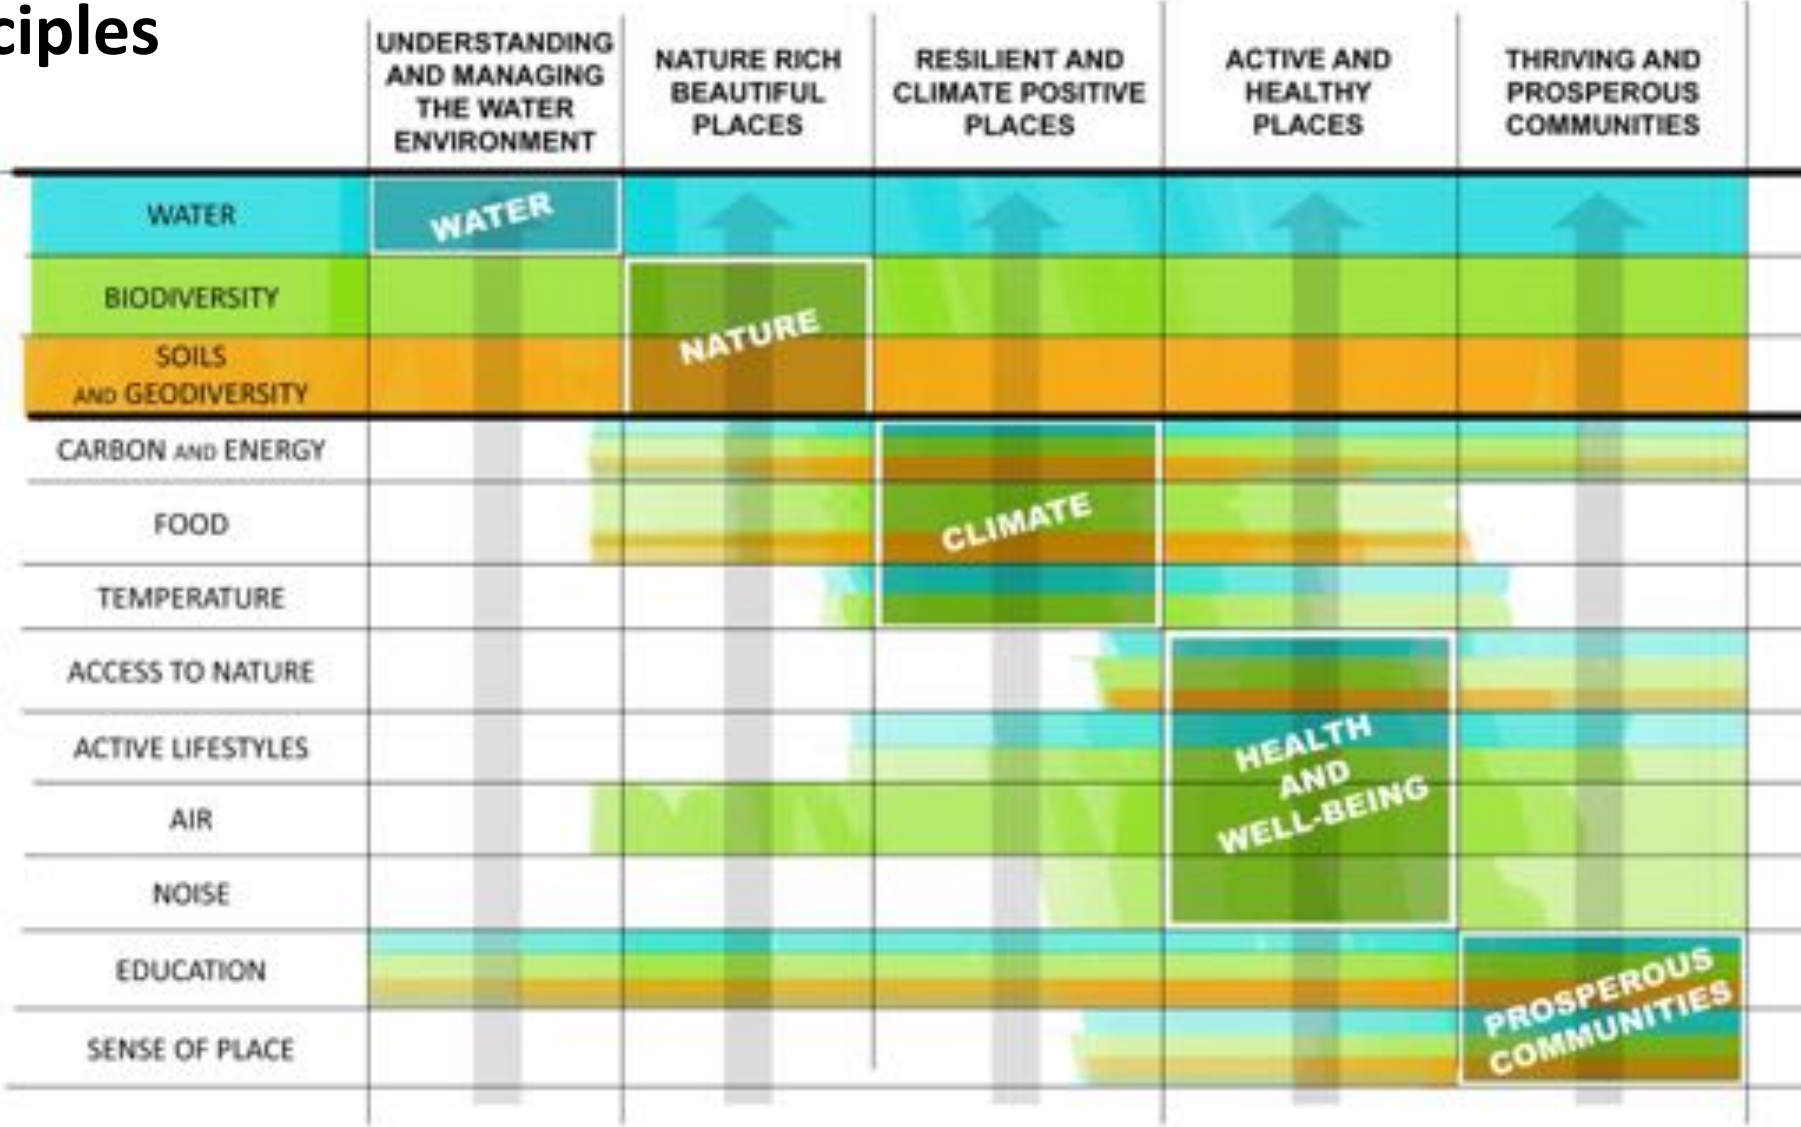 ciples
UNDERSTANDING
AND MANAGING
THE WATER
ENVIRONMENT
NATURE RICH
BEAUTIFUL
PLACES
RESILIENT AND
CLIMATE POSITIVE
PLACES
ACTIVE AND
HEALTHY
PLACES
THRIVING AND
PROSPEROUS
COMMUNITIES
WATER
WATER
BIODIVERSITY
NATURE
SOILS
AND GEODIVERSITY
CARBON AND ENERGY
FOOD
CLIMATE
TEMPERATURE
ACCESS TO NATURE
ACTIVE LIFESTYLES
HEALTH
AND
WELL-BEING
AIR
NOISE
EDUCATION
PROSPEROUS
COMMUNITIES
SENSE OF PLACE